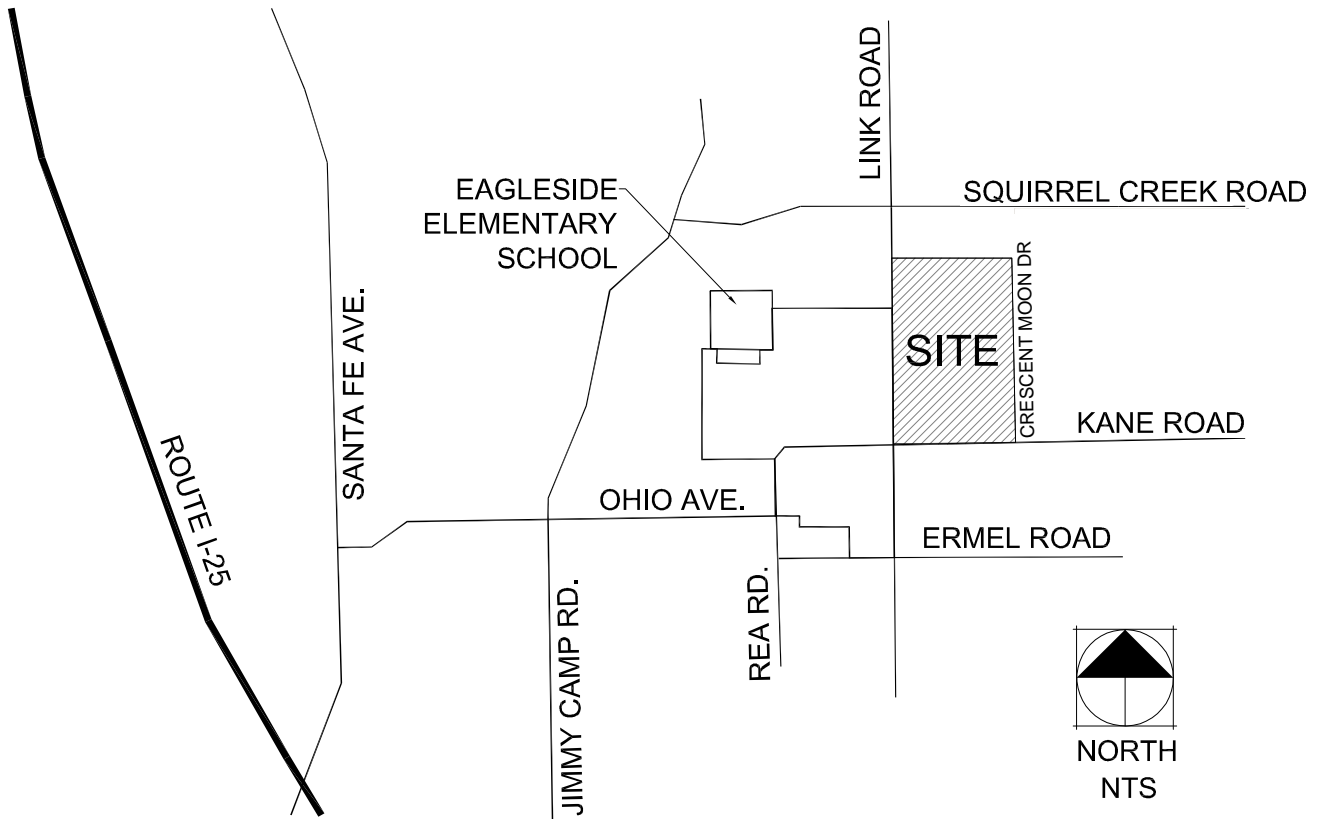 LINK ROAD
EAGLESIDE
ELEMENTARY
SCHOOL
SQUIRREL CREEK ROAD
SANTA FE AVE.
SITE
CRESCENT MOON DR
KANE ROAD
ROUTE I-25
OHIO AVE.
ERMEL ROAD
JIMMY CAMP RD.
REA RD.
NORTH
NTS